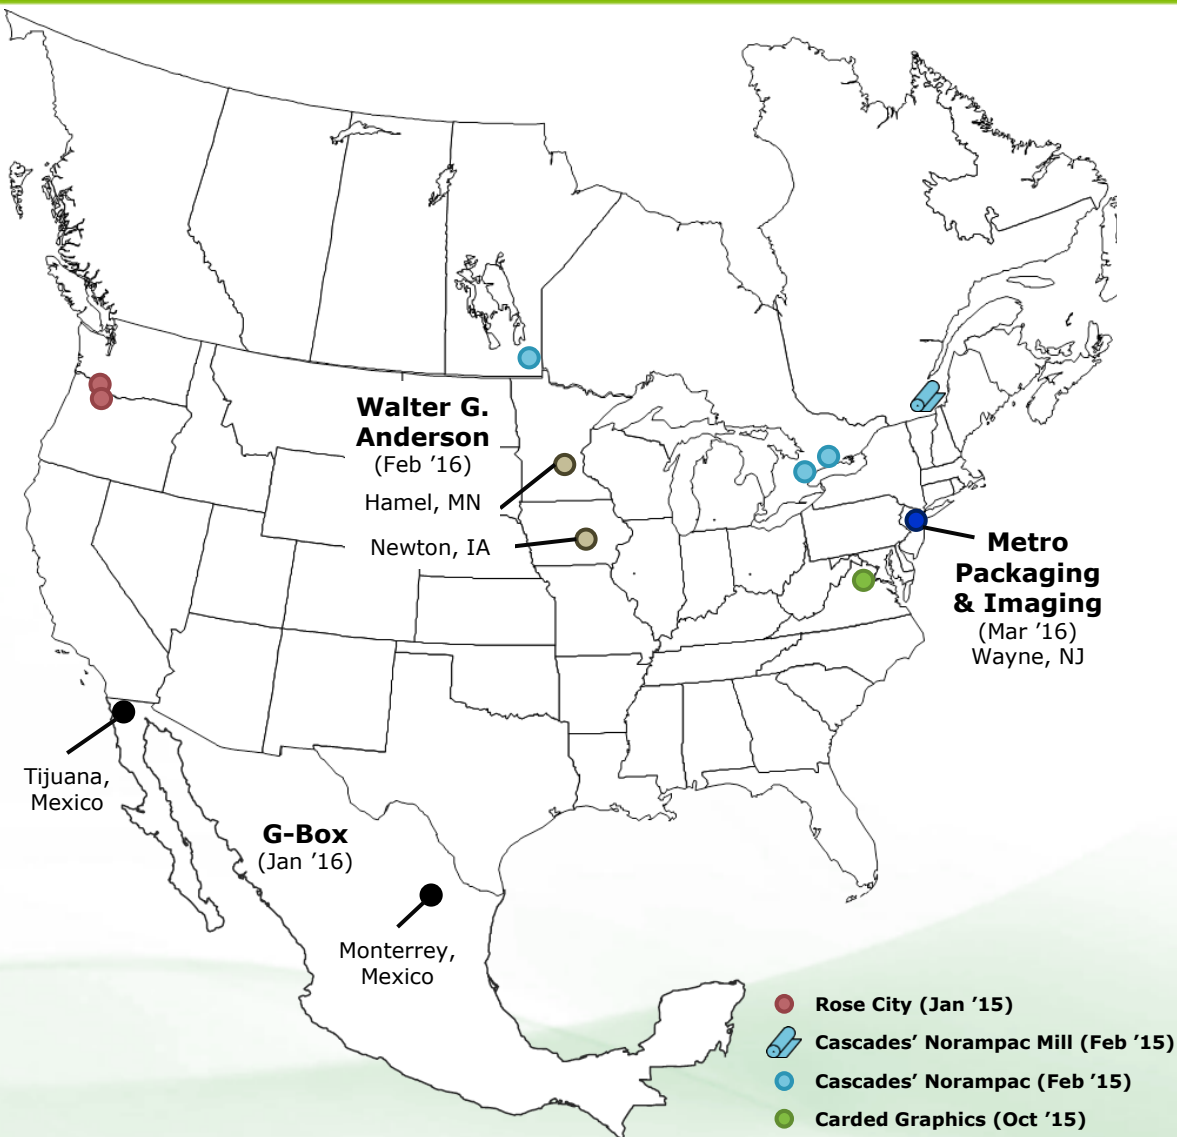 Walter G.
Anderson
(Feb ’16)
Hamel, MN
Newton, IA
Metro
Packaging
& Imaging
(Mar ’16)
Wayne, NJ
Tijuana,
Mexico
G-Box
(Jan ’16)
Monterrey,
Mexico
Rose City (Jan ’15)
Cascades’ Norampac Mill (Feb ’15)
Cascades’ Norampac (Feb ’15)
Carded Graphics (Oct ’15)